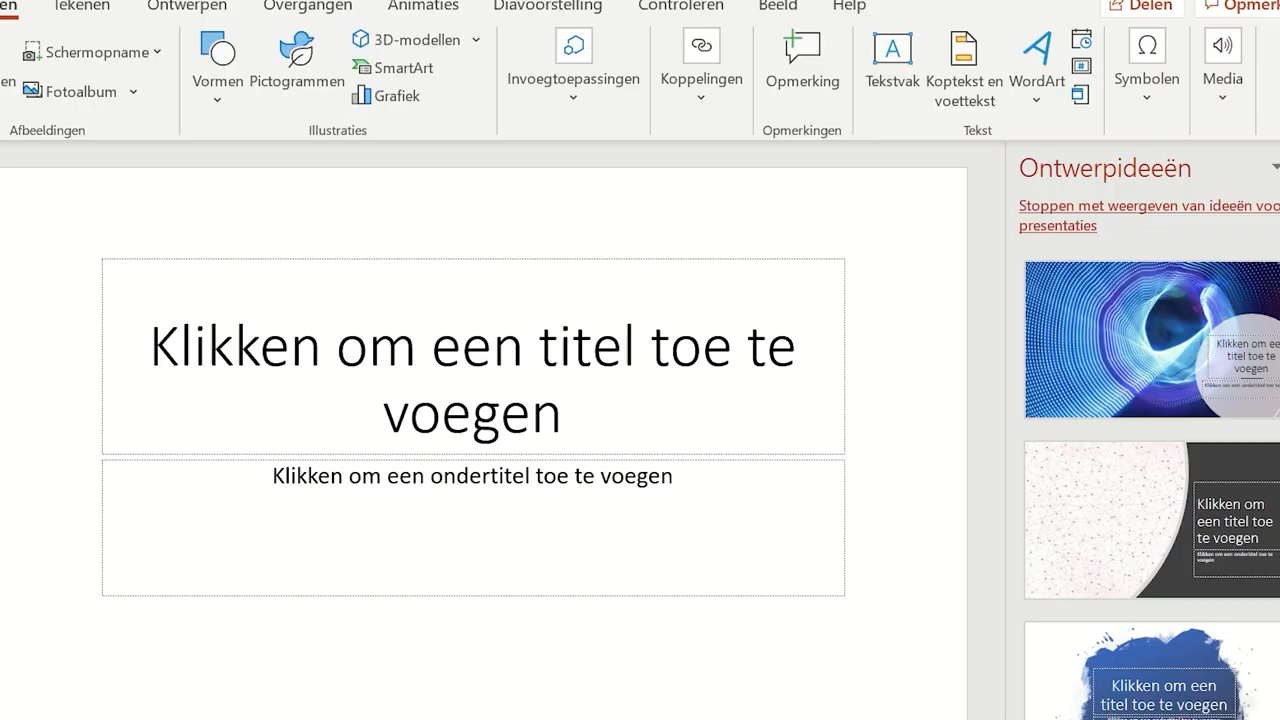 en Tekenen Ontwerpen Overgangen Animaties Diavoorstelling Controleren Beeld Help Delen Opmerk
Schermopname
en Fotoalbum
Afbeeldingen
Vormen
Pictogrammen
3D-modellen
SmartArt
Grafiek
Illustraties
Invoegtoepassingen
Koppelingen
Opmerking
Opmerkingen
Tekstvak
Koptekst en
voettekst
WordArt
Tekst
Symbolen
Media
Klikken om een titel toe te
voegen
Klikken om een ondertitel toe te voegen
Ontwerpideeën
Stoppen met weergeven van ideeën voo
presentaties
Klikken om ee
titel toe te
voegen
Klikken om een ondertitel toe te
Klikken om
een titel toe
te voegen
Klikken om een ondertitel toe te
voegen
Klikken om een
titel toe te voegen